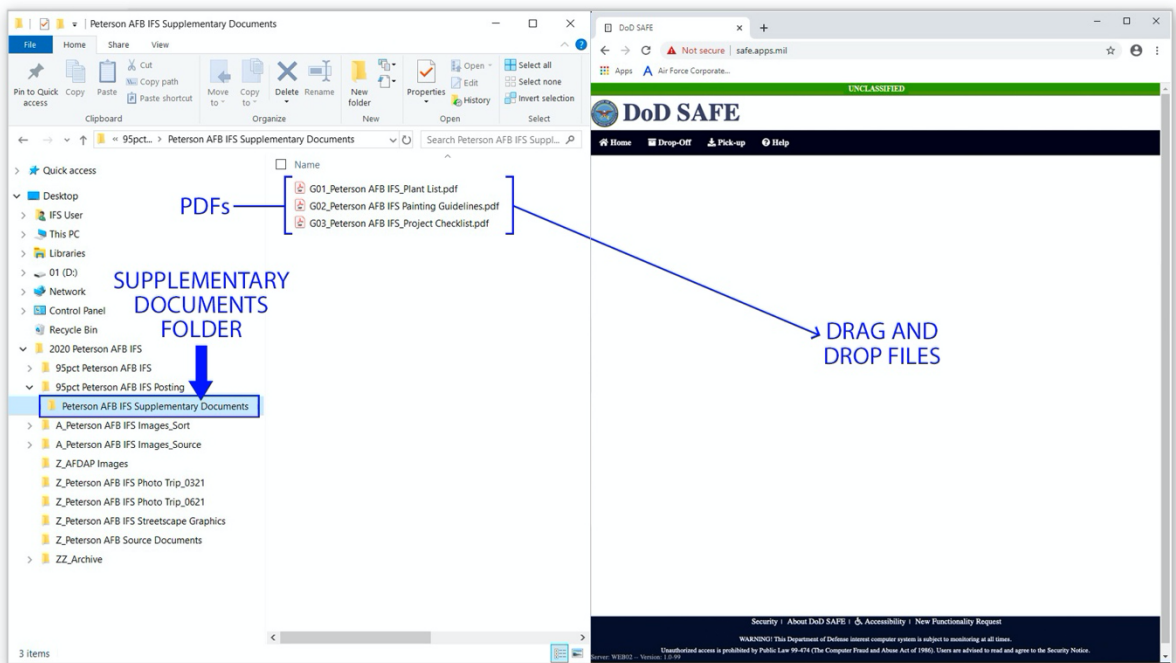 Peterson AFB IFS Supplementary Documents
File Home Share View
Pin to Quick access
Copy
Paste
Cut
Copy path
Paste shortcut
Clipboard
Move to
Copy to
Delete
Rename
Organize
New folder
New
Properties
Open
Edit
History
Open
Select all
Select none
Invert selection
Select
« 95pct... > Peterson AFB IFS Supplementary Documents
Search Peterson AFB IFS Suppl...
Quick access
Desktop
IFS User
This PC
Libraries
01 (D:)
Network
Control Panel
Recycle Bin
2020 Peterson AFB IFS
95pct Peterson AFB IFS
95pct Peterson AFB IFS Posting
Peterson AFB IFS Supplementary Documents
A_Peterson AFB IFS Images_Sort
A_Peterson AFB IFS Images_Source
Z_AFDAP Images
Z_Peterson AFB IFS Photo Trip_0321
Z_Peterson AFB IFS Photo Trip_0621
Z_Peterson AFB IFS Streetscape Graphics
Z_Peterson AFB Source Documents
ZZ_Archive
3 items
SUPPLEMENTARY
DOCUMENTS
FOLDER
Name
PDFs
G01_Peterson AFB IFS_Plant List.pdf
G02_Peterson AFB IFS Painting Guidelines.pdf
G03_Peterson AFB IFS_Project Checklist.pdf
DoD SAFE
Not secure | safe.apps.mil
Apps Air Force Corporate...
UNCLASSIFIED
DoD SAFE
Home Drop-Off Pick-up Help
DRAG AND
DROP FILES
Security | About DoD SAFE | Accessibility | New Functionality Request
WARNING! This Department of Defense interest computer system is subject to monitoring at all times.
Unauthorized access is prohibited by Public Law 99-474 (The Computer Fraud and Abuse Act of 1986). Users are advised to read and agree to the Security Notice.
Server: WEB02 -- Version: 1.0-99